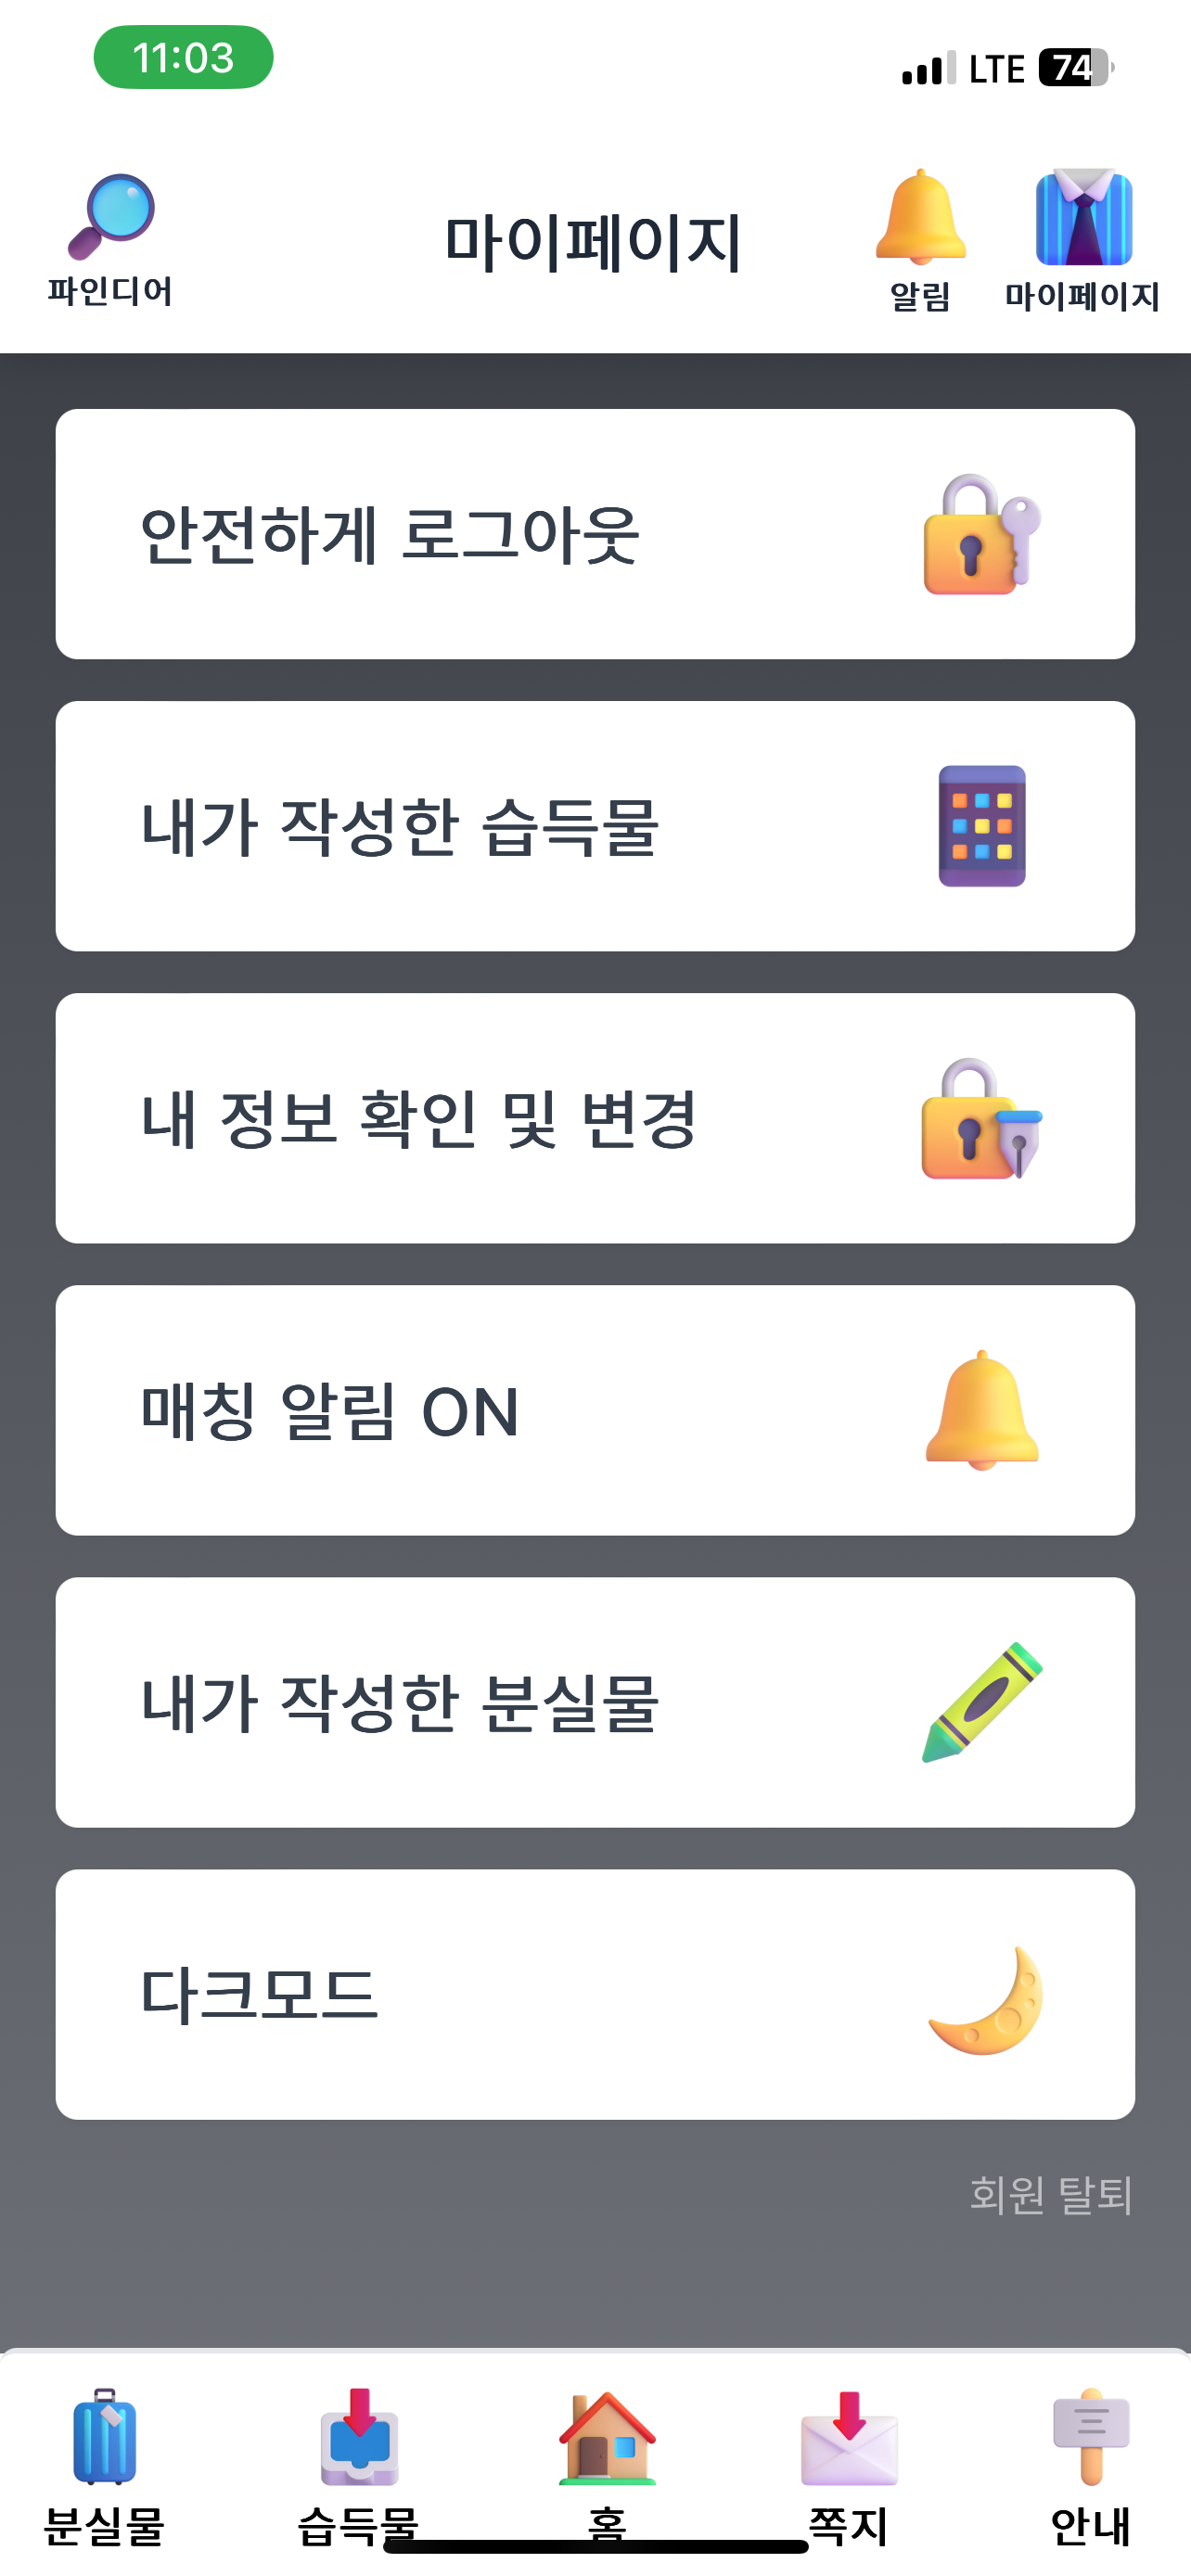 11:03
LTE 74
마이페이지
파인디어
알림
마이페이지
안전하게 로그아웃
내가 작성한 습득물
내 정보 확인 및 변경
매칭 알림 ON
내가 작성한 분실물
다크모드
회원 탈퇴
분실물
습득물
홈
쪽지
안내